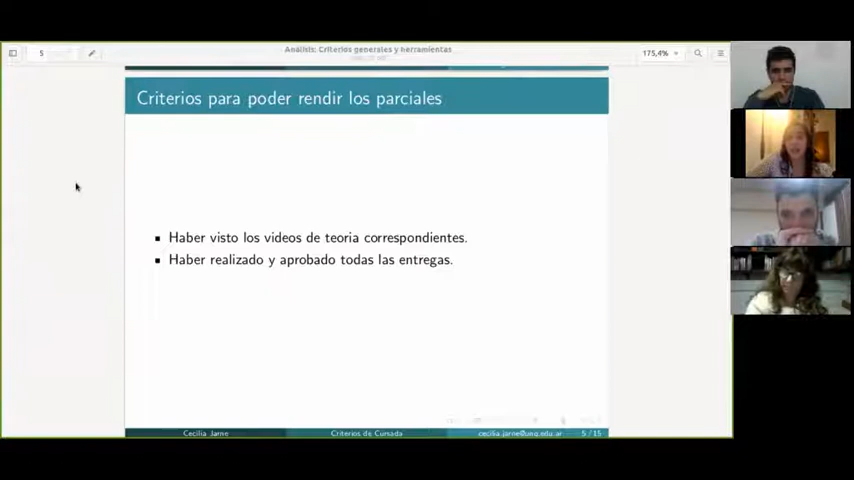 5
Análisis: Criterios generales y herramientas
175,4%
Criterios para poder rendir los parciales
Haber visto los videos de teoria correspondientes.
Haber realizado y aprobado todas las entregas.
Cecilia Jarne
Criterios de Cursada
cecilia.jarne@unq.edu.ar
5 / 15